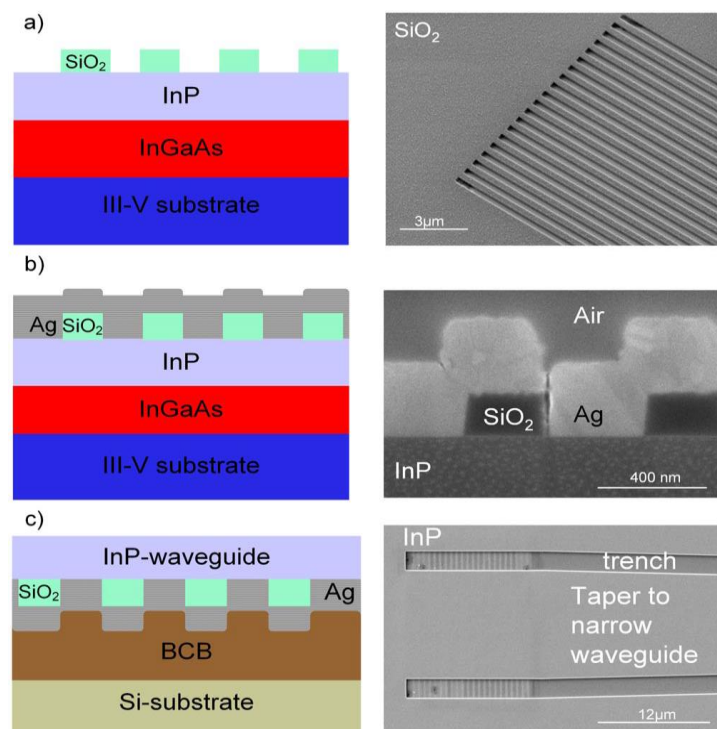 a)
SiO₂
InP
InGaAs
III-V substrate
SiO₂
3µm
b)
Ag SiO₂
InP
InGaAs
III-V substrate
Air
SiO₂
Ag
InP
400 nm
c)
InP-waveguide
SiO₂
Ag
BCB
Si-substrate
InP
trench
Taper to
narrow
waveguide
12µm